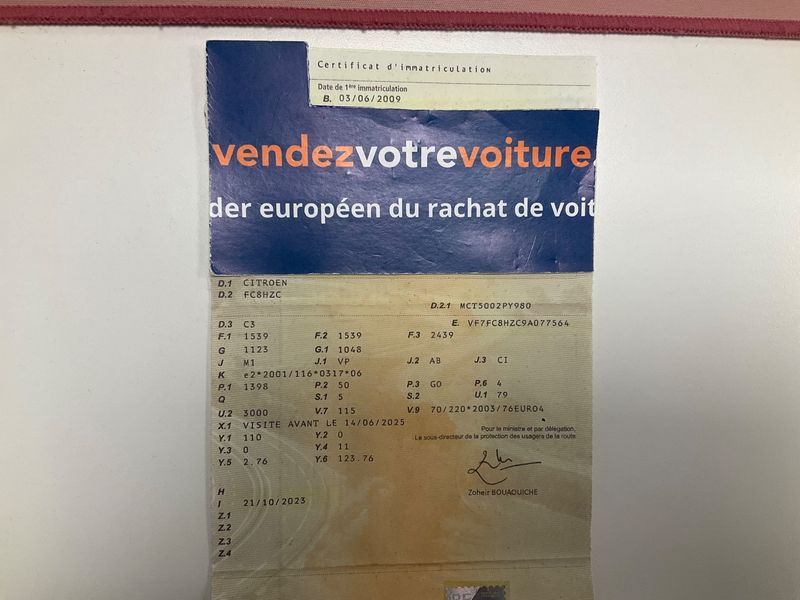 Certificat d'immatriculation
Date de 1ère immatriculation
B. 03/06/2009
vendezvotrevoiture.
der européen du rachat de voit
D.1 CITROEN
D.2 FC8HZC
D.2.1 MCT5002PY980
D.3 C3 E. VF7FC8HZC9A077564
F.1 1539 F.2 1539 F.3 2439
G 1123 G.1 1048
J M1 J.1 VP J.2 AB J.3 CI
K e2*2001/116*0317*06
P.1 1398 P.2 50 P.3 GO P.6 4
Q S.1 5 S.2 U.1 79
U.2 3000 V.7 115 V.9 70/220*2003/76EURO4
X.1 VISITE AVANT LE 14/06/2025
Pour le ministre et par délégation,
Le sous-directeur de la protection des usagers de la route
Y.1 110 Y.2 0
Y.3 0 Y.4 11
Y.5 2.76 Y.6 123.76
Zoheir BOUAOUICHE
H
I 21/10/2023
Z.1
Z.2
Z.3
Z.4